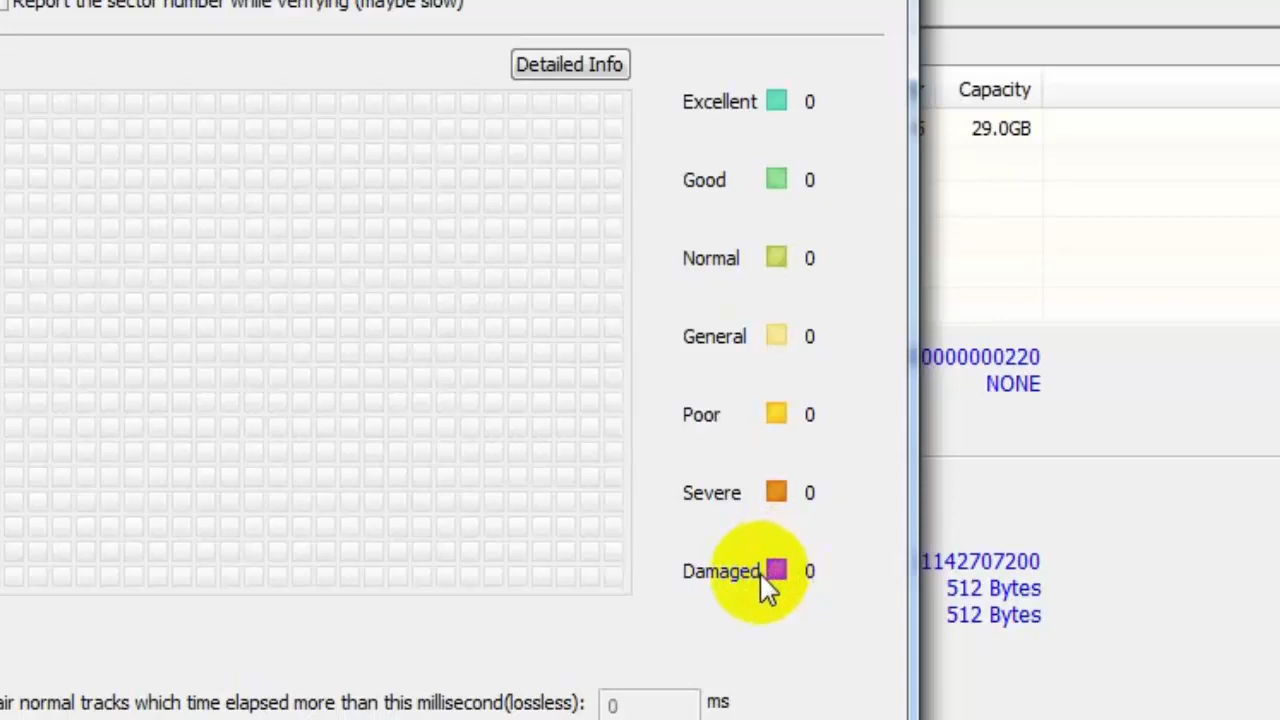 Report the sector number while verifying (maybe slow)
Detailed Info
Excellent 0
Good 0
Normal 0
General 0
Poor 0
Severe 0
Damaged 0
normal tracks which time elapsed more than this millisecond(lossless): 0 ms
Capacity
29.0GB
0000000220
NONE
1142707200
512 Bytes
512 Bytes